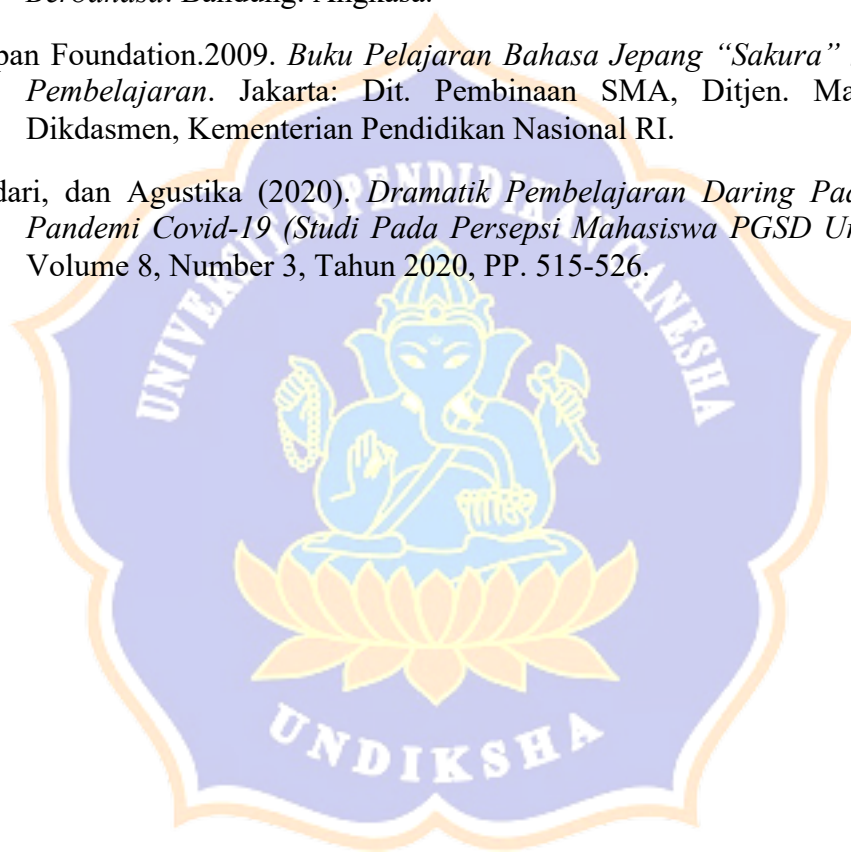 Berbahasa. Bandung: Angkasa.
pan Foundation.2009. Buku Pelajaran Bahasa Jepang “Sakura”
Pembelajaran. Jakarta: Dit. Pembinaan SMA, Ditjen. Ma
Dikdasmen, Kementerian Pendidikan Nasional RI.
dari, dan Agustika (2020). Dramatik Pembelajaran Daring Pad
Pandemi Covid-19 (Studi Pada Persepsi Mahasiswa PGSD Un
Volume 8, Number 3, Tahun 2020, PP. 515-526.
UNIVERSITAS PENDIDIKAN GANESHA
UNDIKSHA